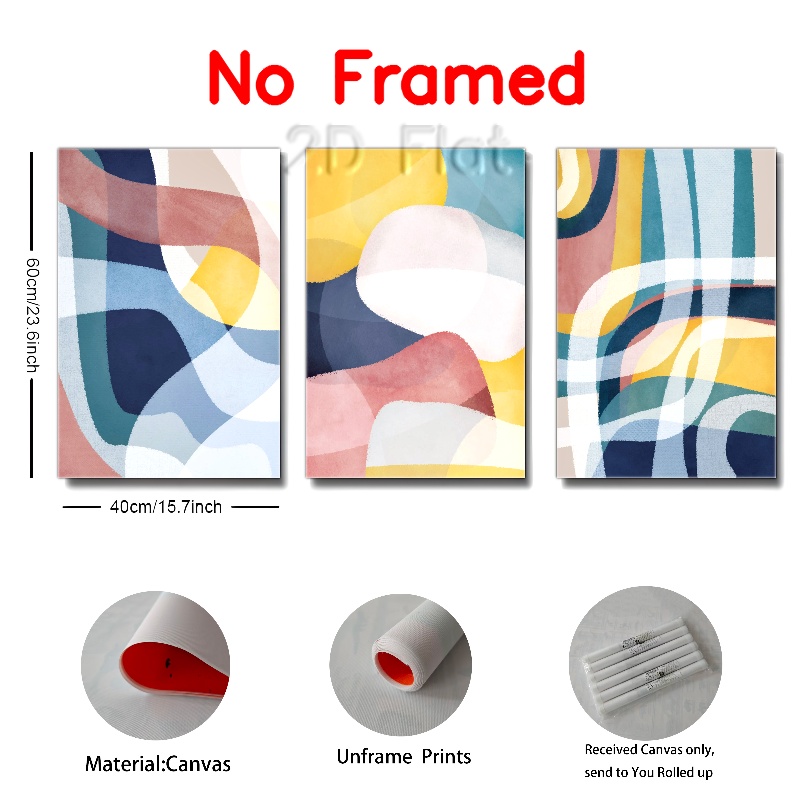 No Framed
2D Flat
60cm/23.6inch
40cm/15.7inch
Material:Canvas
Unframe Prints
Received Canvas only,
send to You Rolled up